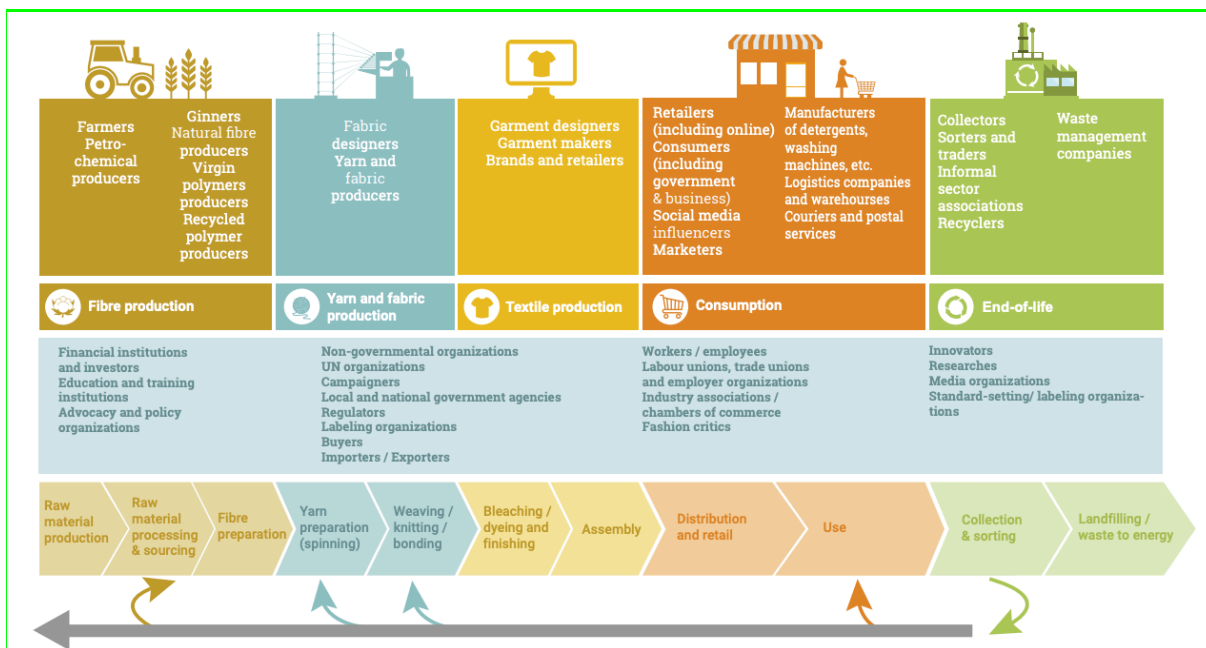 Farmers
Petro-
chemical
producers
Ginners
Natural fibre
producers
Virgin
polymers
producers
Recycled
polymer
producers
Fabric
designers
Yarn and
fabric
producers
Garment designers
Garment makers
Brands and retailers
Retailers
(including online)
Consumers
(including
government
& business)
Social media
influencers
Marketers
Manufacturers
of detergents,
washing
machines, etc.
Logistics companies
and warehourses
Couriers and postal
services
Collectors
Sorters and
traders
Informal
sector
associations
Recyclers
Waste
management
companies
Fibre production
Yarn and fabric
production
Textile production
Consumption
End-of-life
Financial institutions
and investors
Education and training
institutions
Advocacy and policy
organizations
Non-governmental organizations
UN organizations
Campaigners
Local and national government agencies
Regulators
Labeling organizations
Buyers
Importers / Exporters
Workers / employees
Labour unions, trade unions
and employer organizations
Industry associations /
chambers of commerce
Fashion critics
Innovators
Researches
Media organizations
Standard-setting/ labeling organiza-
tions
Raw
material
production
Raw
material
processing
& sourcing
Fibre
preparation
Yarn
preparation
(spinning)
Weaving /
knitting /
bonding
Bleaching /
dyeing and
finishing
Assembly
Distribution
and retail
Use
Collection
& sorting
Landfilling /
waste to energy